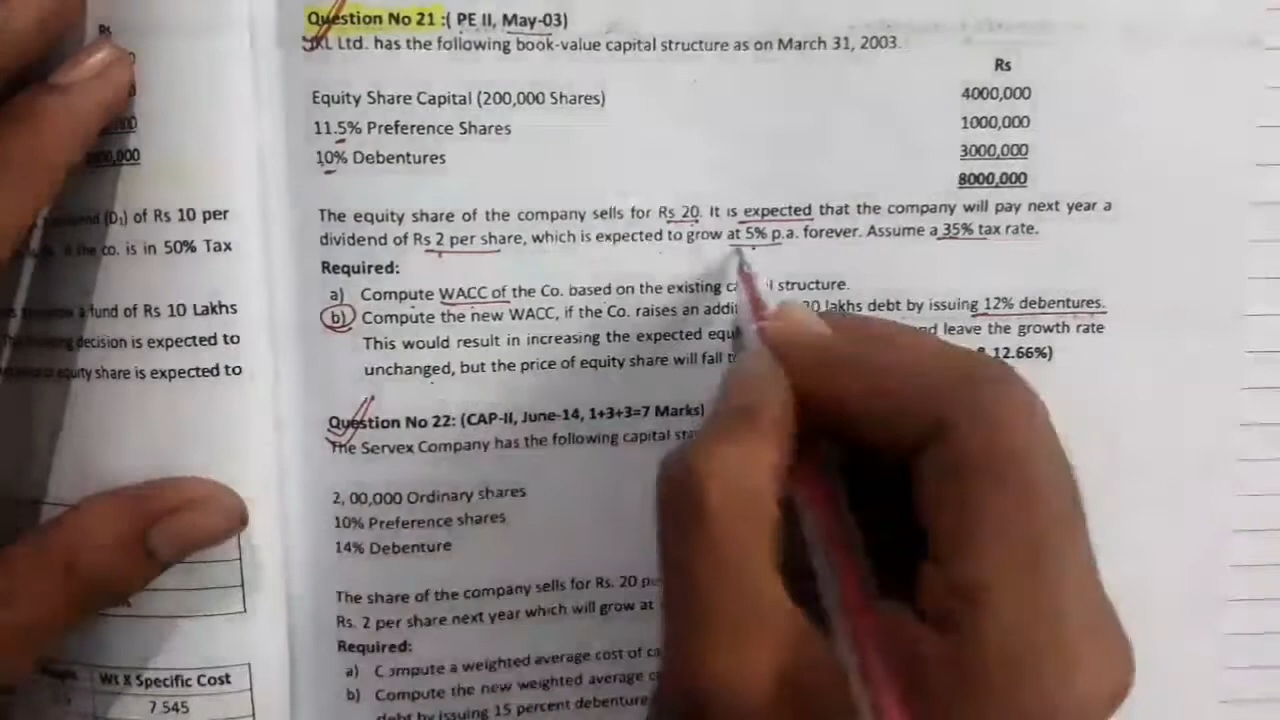 Rs
000
2000,000
(D₁) of Rs 10 per
the co. is in 50% Tax
a fund of Rs 10 Lakhs
decision is expected to
equity share is expected to
Wt X Specific Cost
7.545
Question No 21 :( PE II, May-03)
JKL Ltd. has the following book-value capital structure as on March 31, 2003.
Rs
Equity Share Capital (200,000 Shares) 4000,000
11.5% Preference Shares 1000,000
10% Debentures 3000,000
8000,000
The equity share of the company sells for Rs 20. It is expected that the company will pay next year a
dividend of Rs 2 per share, which is expected to grow at 5% p.a. forever. Assume a 35% tax rate.
Required:
a) Compute WACC of the Co. based on the existing structure.
b) Compute the new WACC, if the Co. raises an lakhs debt by issuing 12% debentures.
This would result in increasing the expected leave the growth rate
unchanged, but the price of equity share will fall 12.66%)
Question No 22: (CAP-II, June-14, 1+3+3=7 Marks)
The Servex Company has the following capital
2, 00,000 Ordinary shares
10% Preference shares
14% Debenture
The share of the company sells for Rs. 20
Rs. 2 per share next year which will grow at
Required:
a) Compute a weighted average cost of
b) Compute the new weighted average
debt by issuing 15 percent debenture